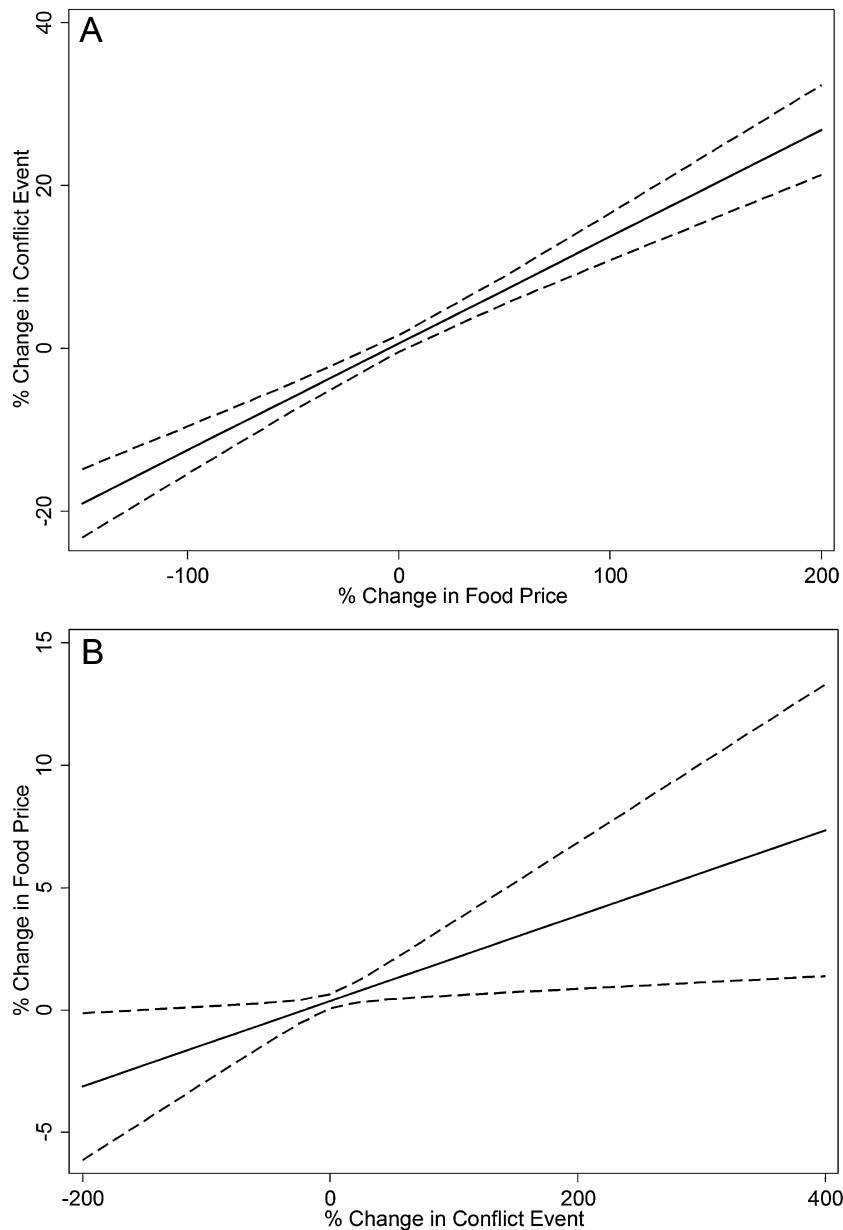 A
% Change in Conflict Event
40
20
0
-20
-100 0 100 200
% Change in Food Price
B
% Change in Food Price
15
10
5
0
-5
-200 0 200 400
% Change in Conflict Event